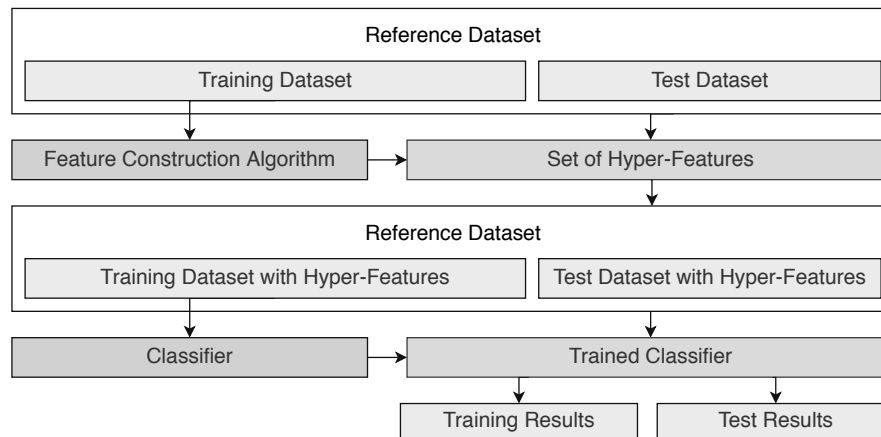 Reference Dataset
Training Dataset
Test Dataset
Feature Construction Algorithm
Set of Hyper-Features
Reference Dataset
Training Dataset with Hyper-Features
Test Dataset with Hyper-Features
Classifier
Trained Classifier
Training Results
Test Results